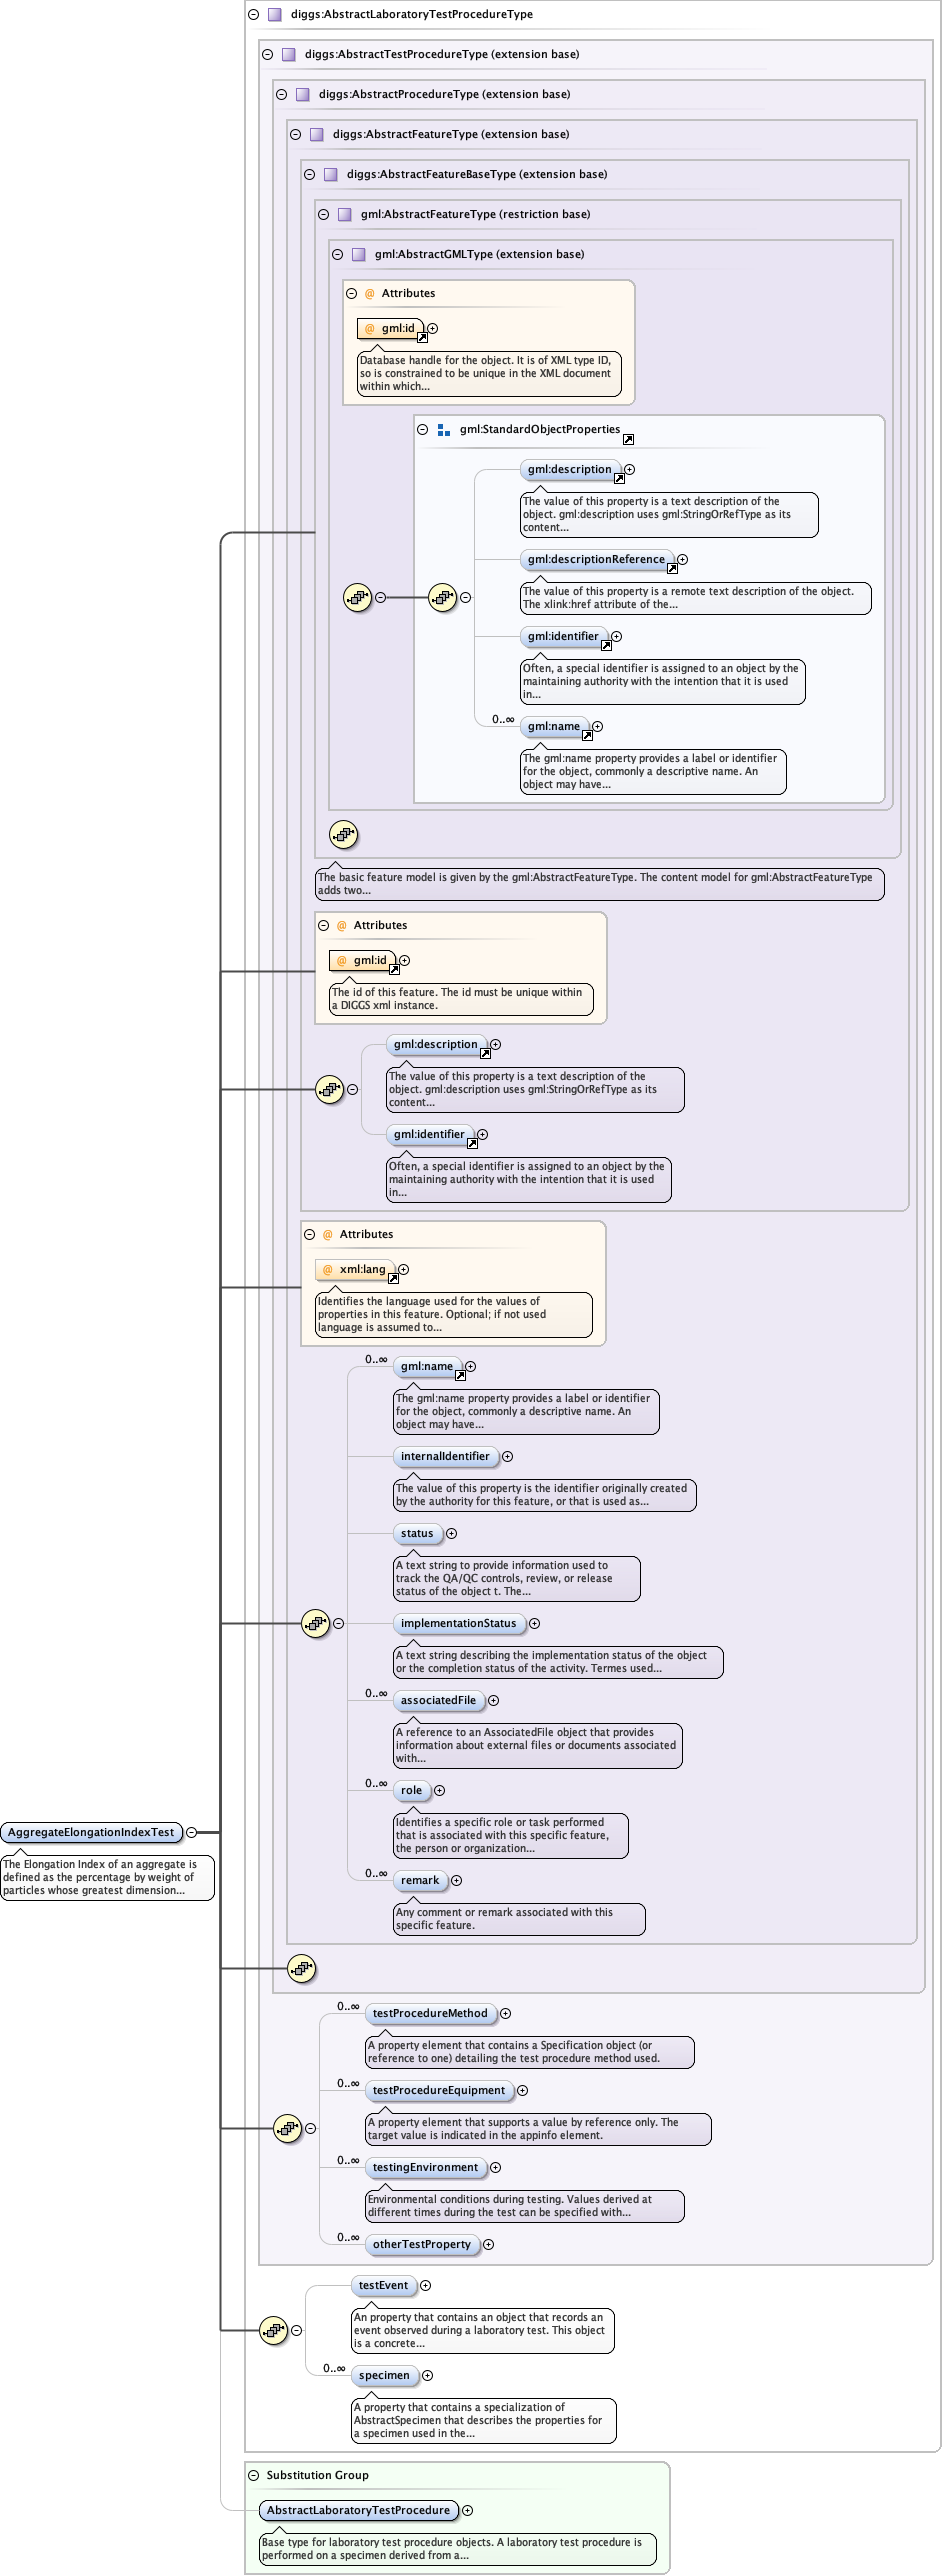 diggs:AbstractLaboratoryTestProcedureType
diggs:AbstractTestProcedureType (extension base)
diggs:AbstractProcedureType (extension base)
diggs:AbstractFeatureType (extension base)
diggs:AbstractFeatureBaseType (extension base)
gml:AbstractFeatureType (restriction base)
gml:AbstractGMLType (extension base)
@ Attributes
@ gml:id
Database handle for the object. It is of XML type ID,
so is constrained to be unique in the XML document
within which...
gml:StandardObjectProperties
gml:description
The value of this property is a text description of the
object. gml:description uses gml:StringOrRefType as its
content...
gml:descriptionReference
The value of this property is a remote text description of the object.
The xlink:href attribute of the...
gml:identifier
Often, a special identifier is assigned to an object by the
maintaining authority with the intention that it is used
in...
0..∞
gml:name
The gml:name property provides a label or identifier
for the object, commonly a descriptive name. An
object may have...
The basic feature model is given by the gml:AbstractFeatureType. The content model for gml:AbstractFeatureType
adds two...
@ Attributes
@ gml:id
The id of this feature. The id must be unique within
a DIGGS xml instance.
gml:description
The value of this property is a text description of the
object. gml:description uses gml:StringOrRefType as its
content...
gml:identifier
Often, a special identifier is assigned to an object by the
maintaining authority with the intention that it is used
in...
@ Attributes
@ xml:lang
Identifies the language used for the values of
properties in this feature. Optional; if not used
language is assumed to...
0..∞
gml:name
The gml:name property provides a label or identifier
for the object, commonly a descriptive name. An
object may have...
internalIdentifier
The value of this property is the identifier originally created
by the authority for this feature, or that is used as...
status
A text string to provide information used to
track the QA/QC controls, review, or release
status of the object t. The...
implementationStatus
A text string describing the implementation status of the object
or the completion status of the activity. Termes used...
0..∞
associatedFile
A reference to an AssociatedFile object that provides
information about external files or documents associated
with...
0..∞
role
Identifies a specific role or task performed
that is associated with this specific feature,
the person or organization...
AggregateElongationIndexTest
The Elongation Index of an aggregate is
defined as the percentage by weight of
particles whose greatest dimension...
0..∞
remark
Any comment or remark associated with this
specific feature.
0..∞
testProcedureMethod
A property element that contains a Specification object (or
reference to one) detailing the test procedure method used.
0..∞
testProcedureEquipment
A property element that supports a value by reference only. The
target value is indicated in the appinfo element.
0..∞
testingEnvironment
Environmental conditions during testing. Values derived at
different times during the test can be specified with...
0..∞
otherTestProperty
testEvent
An property that contains an object that records an
event observed during a laboratory test. This object
is a concrete...
0..∞
specimen
A property that contains a specialization of
AbstractSpecimen that describes the properties for
a specimen used in the...
Substitution Group
AbstractLaboratoryTestProcedure
Base type for laboratory test procedure objects. A laboratory test procedure is
performed on a specimen derived from a...